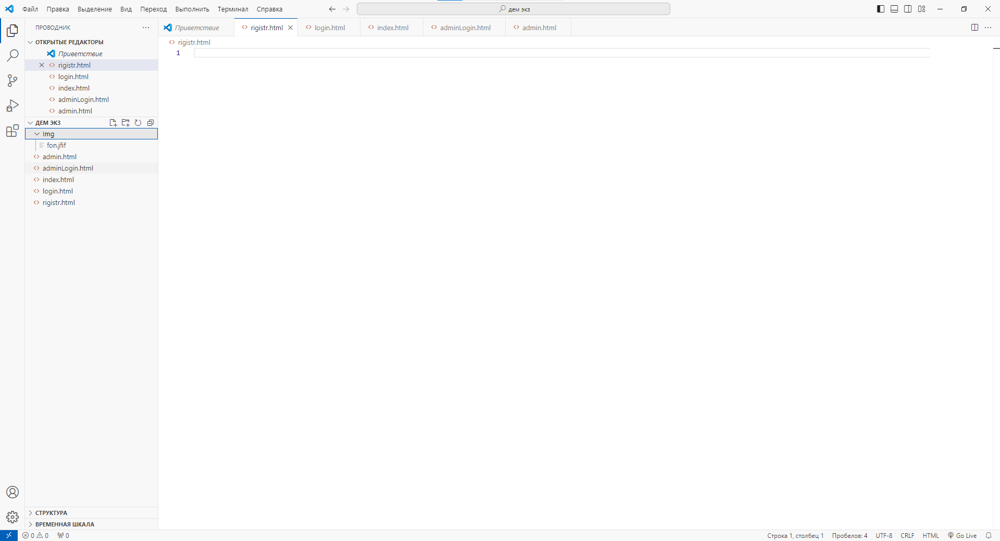 Файл Правка Выделение Вид Переход Выполнить Терминал Справка
дем экз
ПРОВОДНИК
ОТКРЫТЫЕ РЕДАКТОРЫ
Приветствие
rigistr.html
login.html
index.html
adminLogin.html
admin.html
ДЕМ ЭКЗ
Img
fon.jfif
admin.html
adminLogin.html
index.html
login.html
rigistr.html
СТРУКТУРА
ВРЕМЕННАЯ ШКАЛА
Приветствие rigistr.html login.html index.html adminLogin.html admin.html
rigistr.html
1
0 0 0
Строка 1, столбец 1 Пробелов: 4 UTF-8 CRLF HTML Go Live